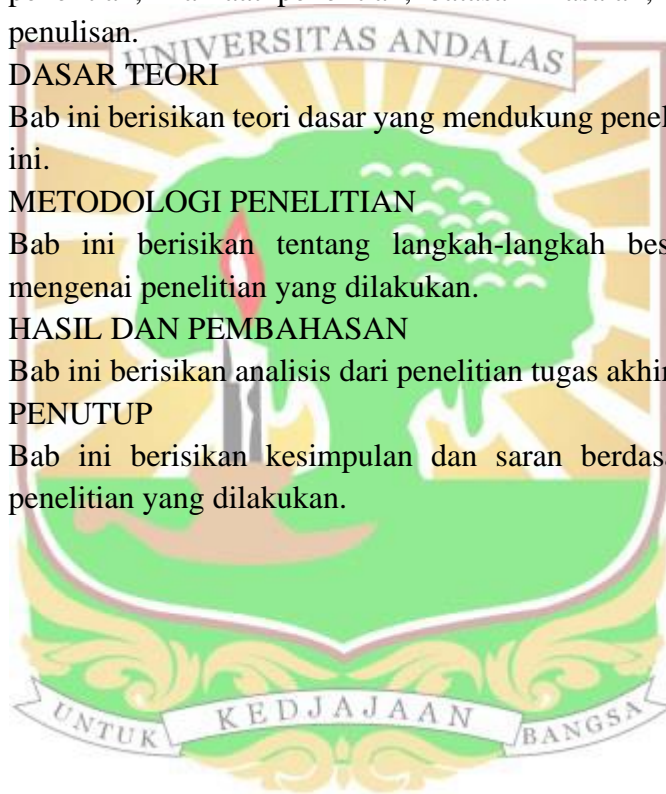 penulisan.
UNIVERSITAS ANDALAS
DASAR TEORI
Bab ini berisikan teori dasar yang mendukung penel
ini.
METODOLOGI PENELITIAN
Bab ini berisikan tentang langkah-langkah bes
mengenai penelitian yang dilakukan.
HASIL DAN PEMBAHASAN
Bab ini berisikan analisis dari penelitian tugas akhir
PENUTUP
Bab ini berisikan kesimpulan dan saran berdasa
penelitian yang dilakukan.
UNTUK KEDJAJAAN BANGSA